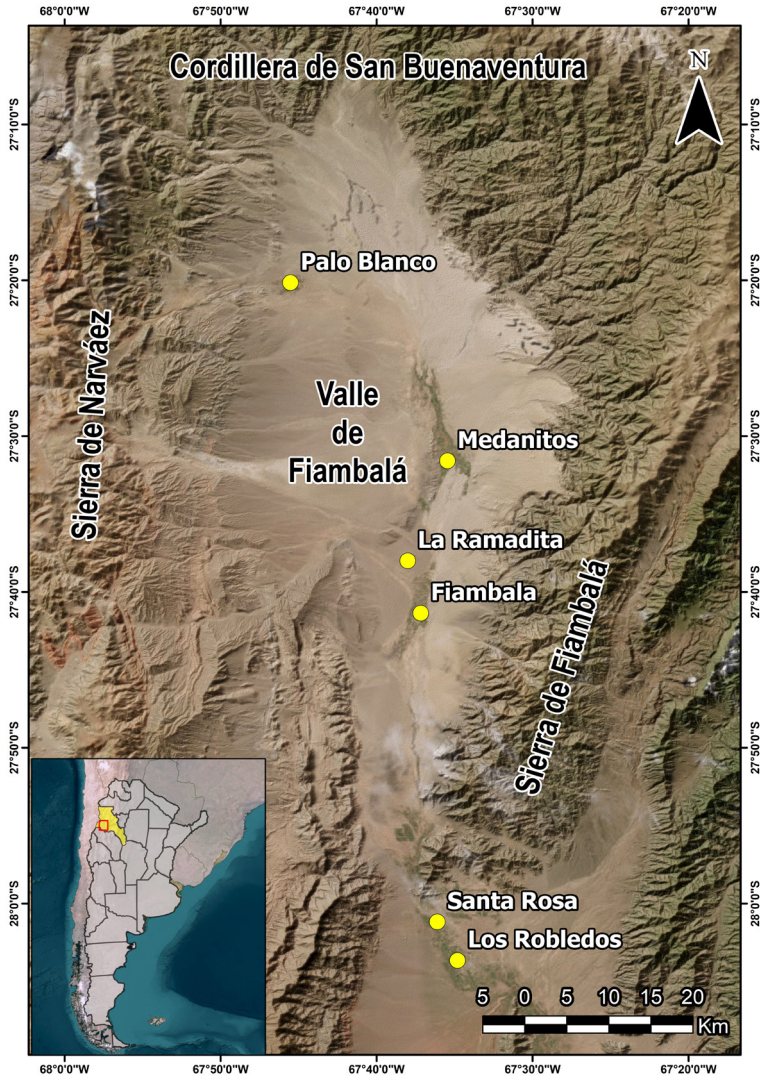 68°0'0"W 67°50'0"W 67°40'0"W 67°30'0"W 67°20'0"W
Cordillera de San Buenaventura
N
27°10'0"S 27°10'0"S
Palo Blanco
27°20'0"S 27°20'0"S
Sierra de Narváez
Valle
de
Fiambalá
27°30'0"S 27°30'0"S
Medanitos
La Ramadita
Fiambala
27°40'0"S 27°40'0"S
Sierra de Fiambalá
27°50'0"S 27°50'0"S
Santa Rosa
28°0'0"S 28°0'0"S
Los Robledos
5 0 5 10 15 20
Km
68°0'0"W 67°50'0"W 67°40'0"W 67°30'0"W 67°20'0"W